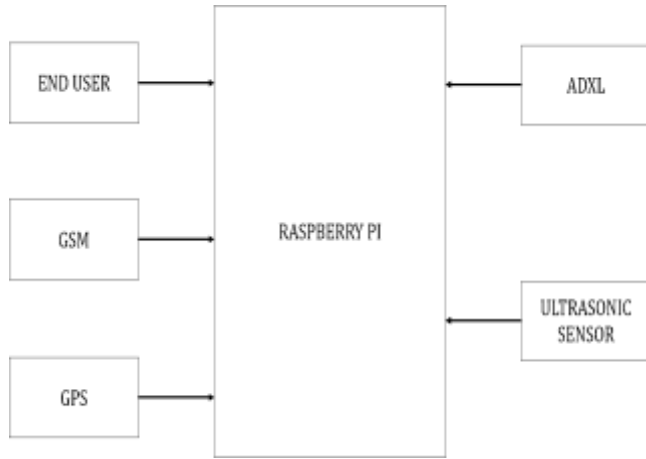 END USER
GSM
GPS
RASPBERRY PI
ADXL
ULTRASONIC
SENSOR